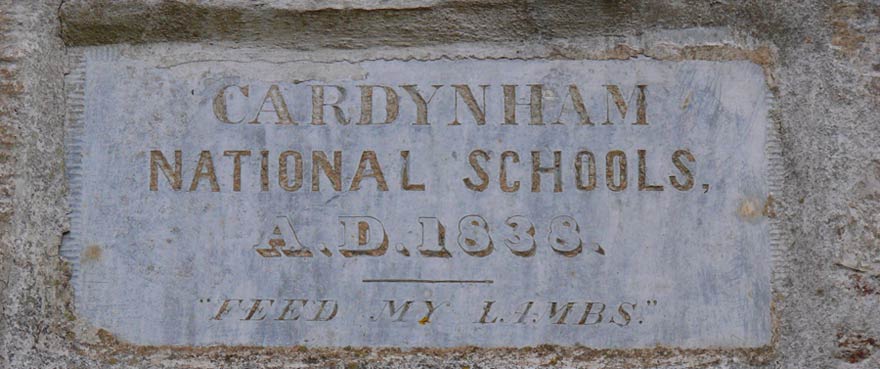 CARDYNHAM
NATIONAL SCHOOLS,
A.D.1838.
"FEED MY LAMBS."